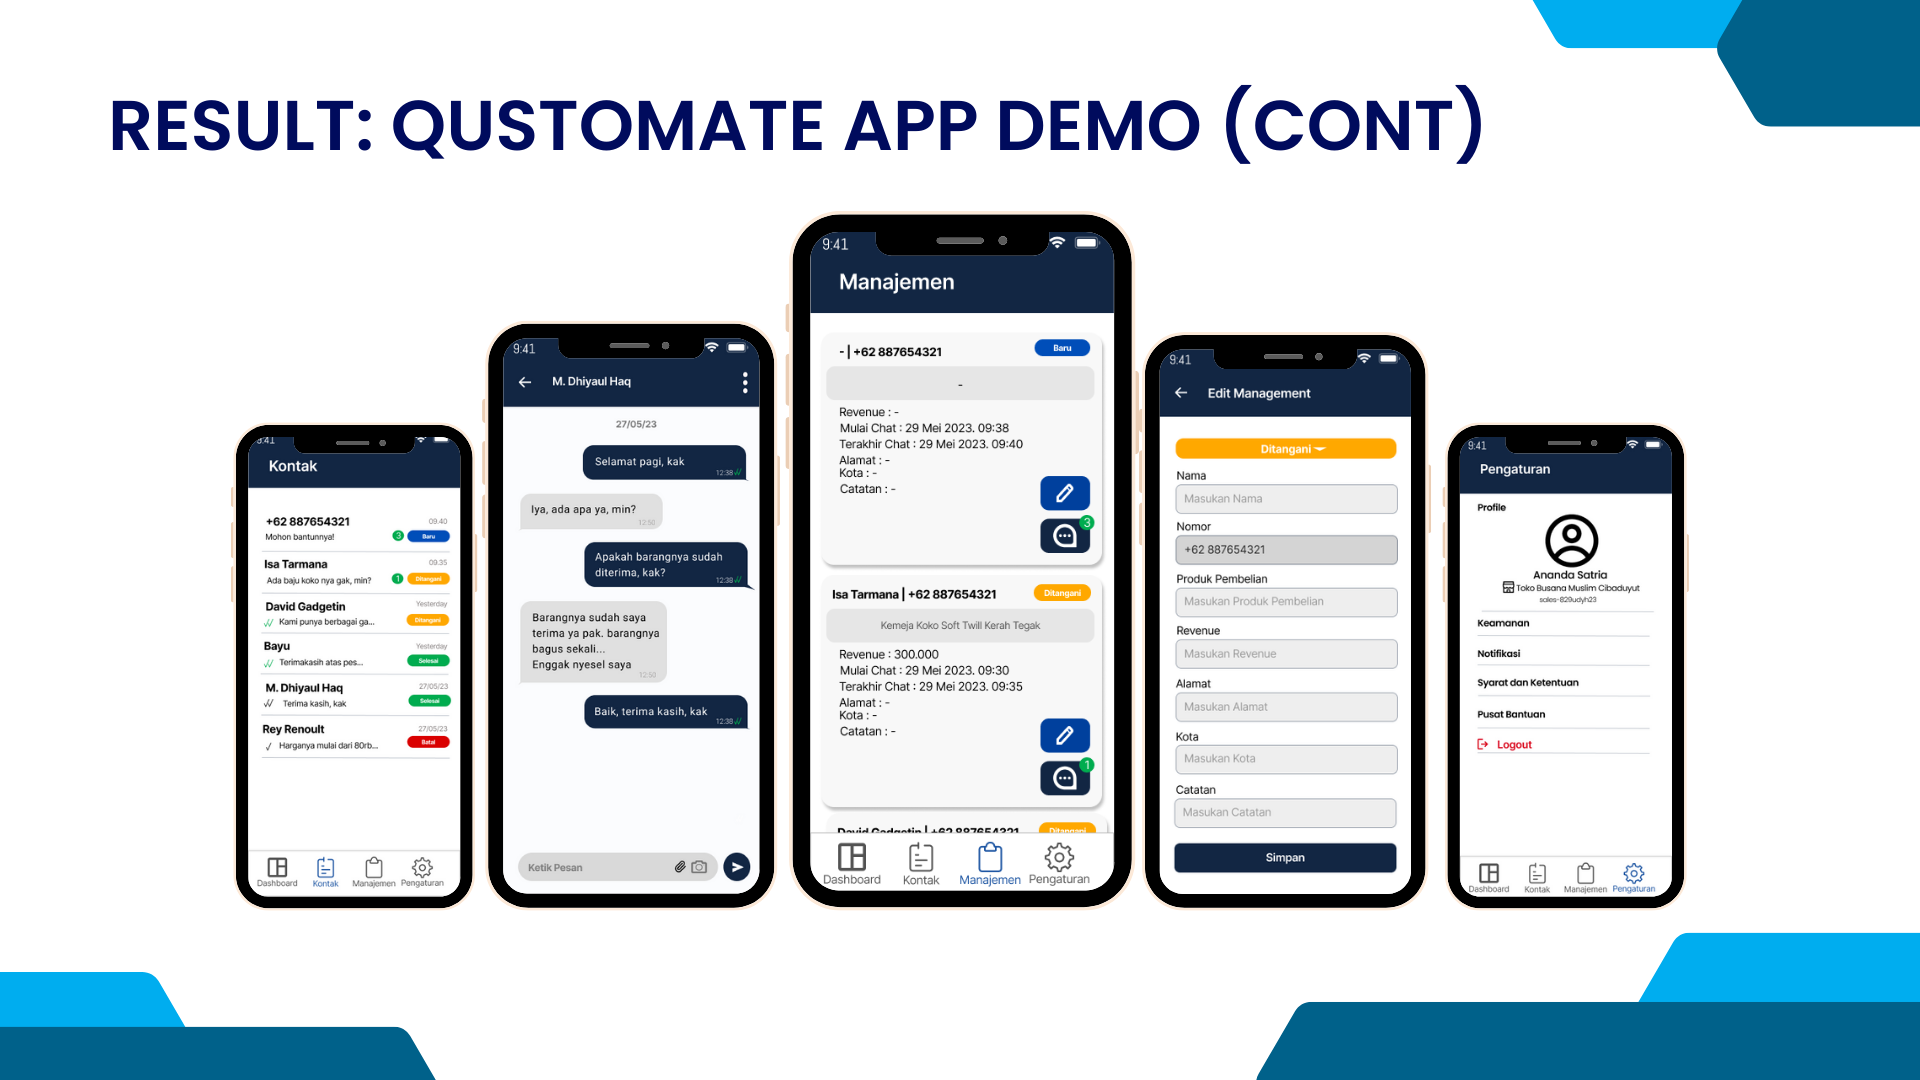 RESULT: QUSTOMATE APP DEMO (CONT)
9:41
Kontak
+62 887654321
09.40
Mohon bantunnya!
3
Baru
Isa Tarmana
09.35
Ada baju koko nya gak, min?
1
Ditangani
David Gadgetin
Yesterday
Kami punya berbagai ga...
Ditangani
Bayu
Yesterday
Terimakasih atas pes...
Selesai
M. Dhiyaul Haq
27/05/23
Terima kasih, kak
Selesai
Rey Renoult
27/05/23
Harganya mulai dari 80rb...
Batal
Dashboard
Kontak
Manajemen
Pengaturan
9:41
M. Dhiyaul Haq
27/05/23
Selamat pagi, kak
12:38
Iya, ada apa ya, min?
12:50
Apakah barangnya sudah
diterima, kak?
12:38
Barangnya sudah saya
terima ya pak. barangnya
bagus sekali...
Enggak nyesel saya
12:50
Baik, terima kasih, kak
12:38
Ketik Pesan
9:41
Manajemen
- | +62 887654321
Baru
-
Revenue : -
Mulai Chat : 29 Mei 2023. 09:38
Terakhir Chat : 29 Mei 2023. 09:40
Alamat : -
Kota : -
Catatan : -
3
Isa Tarmana | +62 887654321
Ditangani
Kemeja Koko Soft Twill Kerah Tegak
Revenue : 300.000
Mulai Chat : 29 Mei 2023. 09:30
Terakhir Chat : 29 Mei 2023. 09:35
Alamat : -
Kota : -
Catatan : -
1
David Gadgetin | +62 887654321
Ditangani
Dashboard
Kontak
Manajemen
Pengaturan
9:41
Edit Management
Ditangani
Nama
Masukan Nama
Nomor
+62 887654321
Produk Pembelian
Masukan Produk Pembelian
Revenue
Masukan Revenue
Alamat
Masukan Alamat
Kota
Masukan Kota
Catatan
Masukan Catatan
Simpan
9:41
Pengaturan
Profile
Ananda Satria
Toko Busana Muslim Cibaduyut
sales-829udyh23
Keamanan
Notifikasi
Syarat dan Ketentuan
Pusat Bantuan
Logout
Dashboard
Kontak
Manajemen
Pengaturan